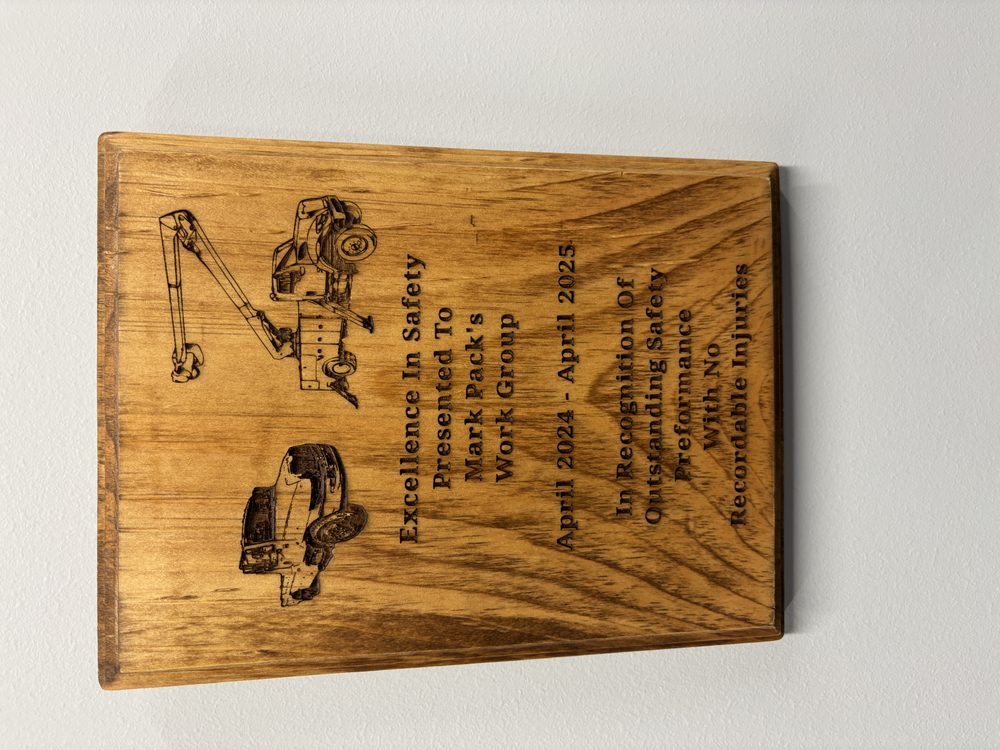 Excellence In Safety
Presented To
Mark Pack's
Work Group
April 2024 - April 2025
In Recognition Of
Outstanding Safety
Preformance
With No
Recordable Injuries